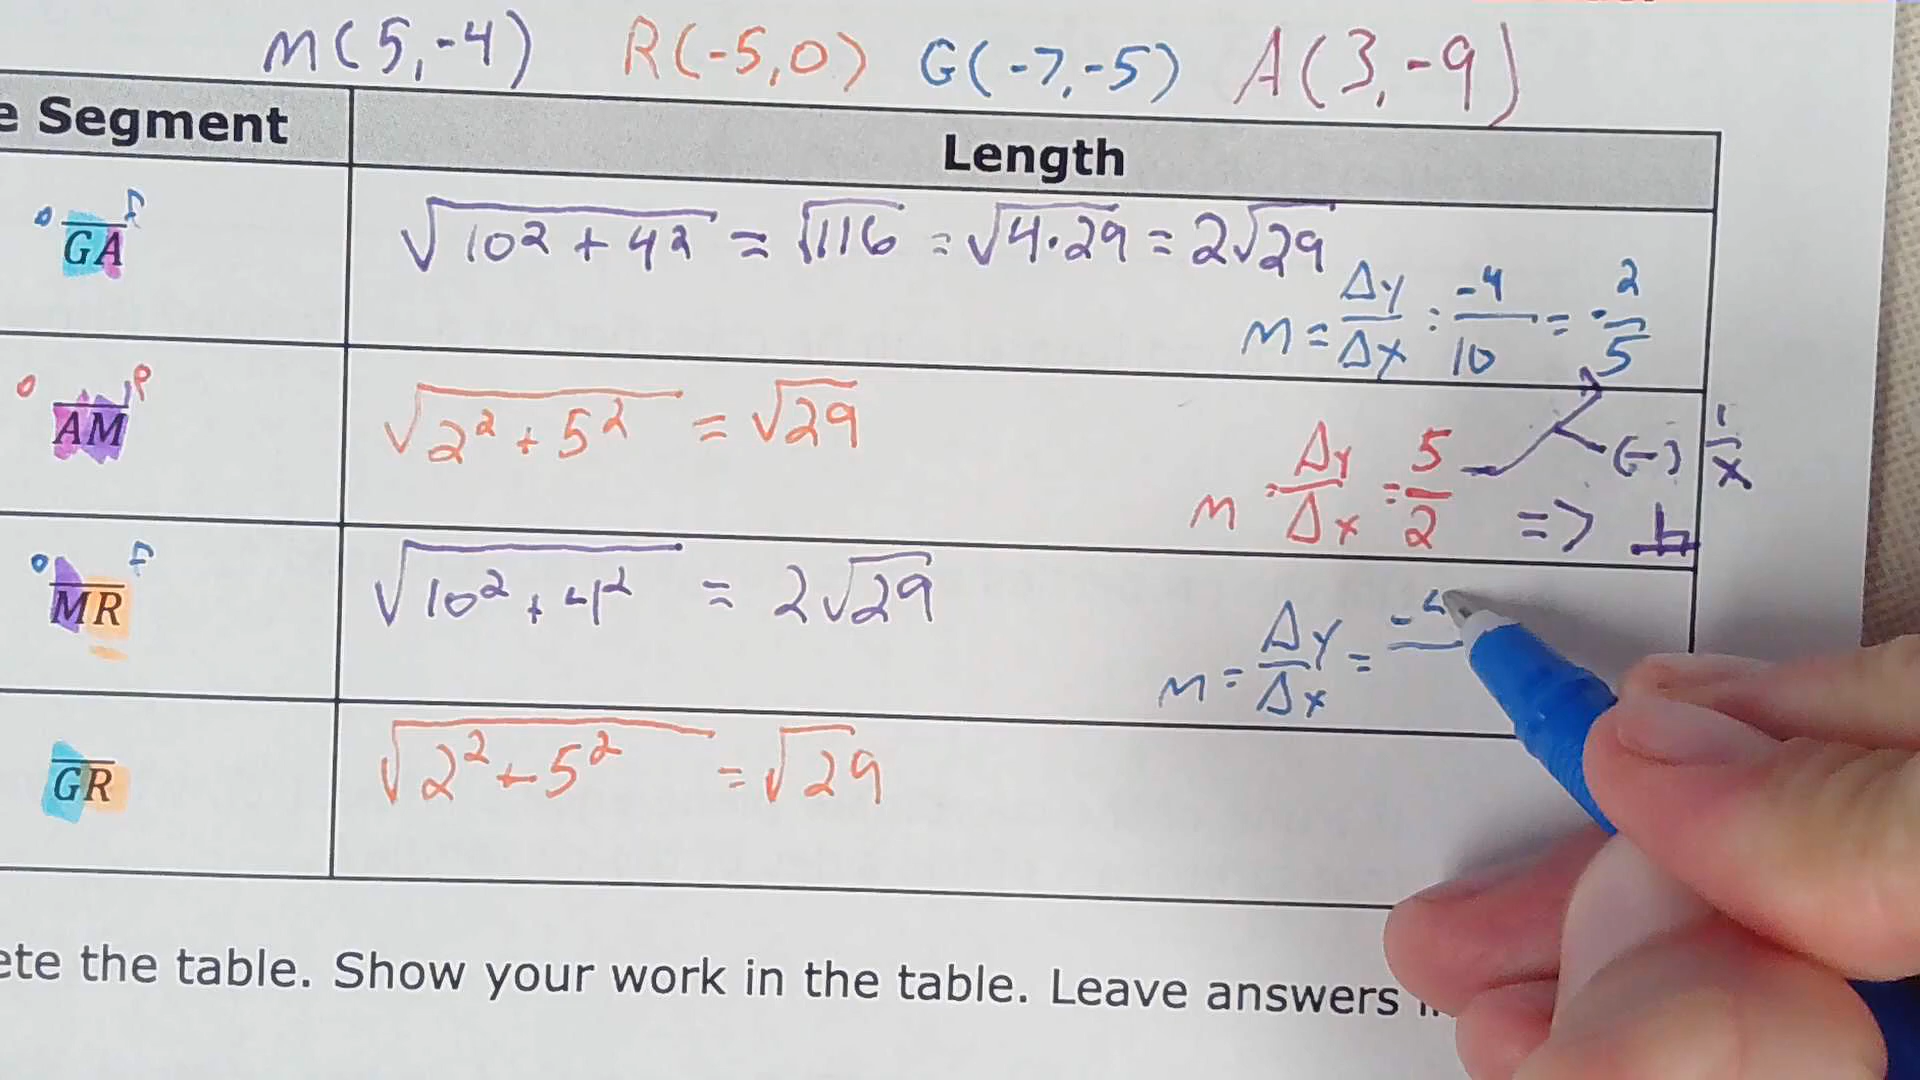 M(5,-4) R(-5,0) G(-7,-5) A(3,-9)
e Segment Length
GA √10² + 4² = √116 = √4·29 = 2√29
m = Δy/Δx = -4/10 = -2/5
AM √2² + 5² = √29
m = Δy/Δx = 5/2 (-) 1/x
=> ⊥
MR √10² + 4² = 2√29
m = Δy/Δx = -4
GR √2² + 5² = √29
ete the table. Show your work in the table. Leave answers